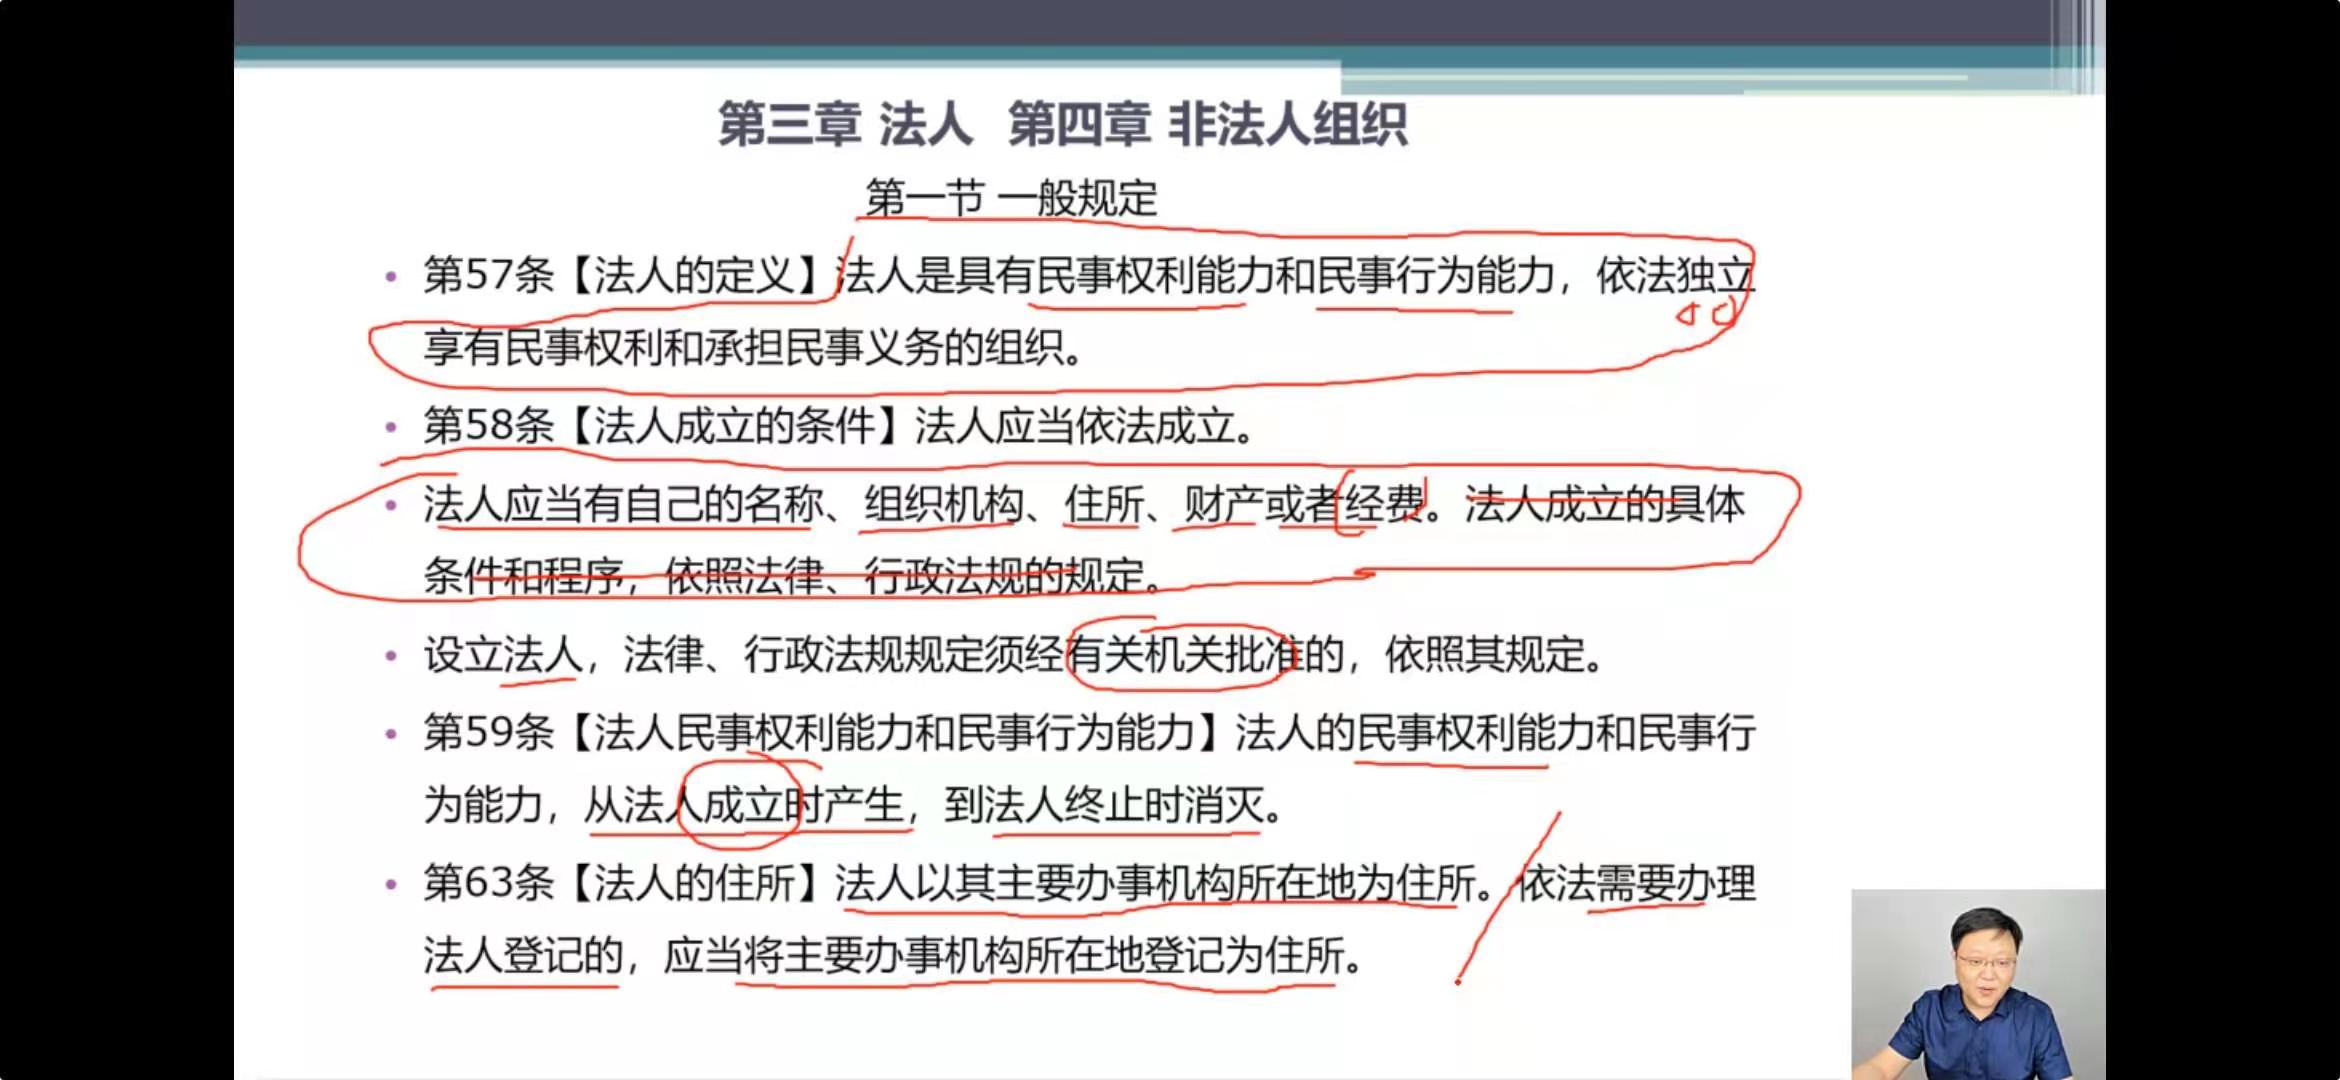 第三章 法人 第四章 非法人组织
第一节 一般规定
• 第57条【法人的定义】法人是具有民事权利能力和民事行为能力，依法独立
享有民事权利和承担民事义务的组织。
• 第58条【法人成立的条件】法人应当依法成立。
• 法人应当有自己的名称、组织机构、住所、财产或者经费。法人成立的具体
条件和程序，依照法律、行政法规的规定。
• 设立法人，法律、行政法规规定须经有关机关批准的，依照其规定。
• 第59条【法人民事权利能力和民事行为能力】法人的民事权利能力和民事行
为能力，从法人成立时产生，到法人终止时消灭。
• 第63条【法人的住所】法人以其主要办事机构所在地为住所。依法需要办理
法人登记的，应当将主要办事机构所在地登记为住所。